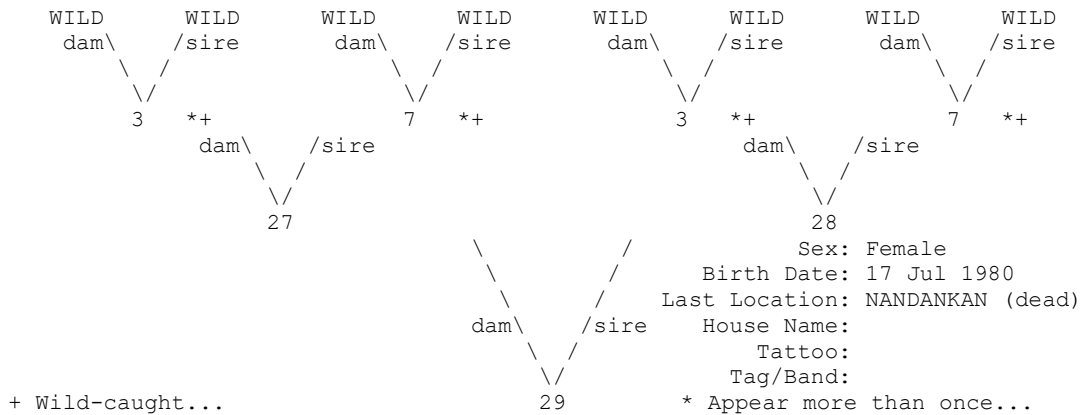 WILD WILD WILD WILD WILD WILD WILD WILD
dam\ /sire dam\ /sire dam\ /sire dam\ /sire
\ / \ / \ / \ /
\/ \/ \/ \/
3 *+ 7 *+ 3 *+ 7 *+
dam\ /sire dam\ /sire
\ / \ /
\/ \/
27 28
\ / Sex: Female
\ / Birth Date: 17 Jul 1980
\ / Last Location: NANDANKAN (dead)
dam\ /sire House Name:
\ / Tattoo:
\/ Tag/Band:
+ Wild-caught... 29 * Appear more than once...